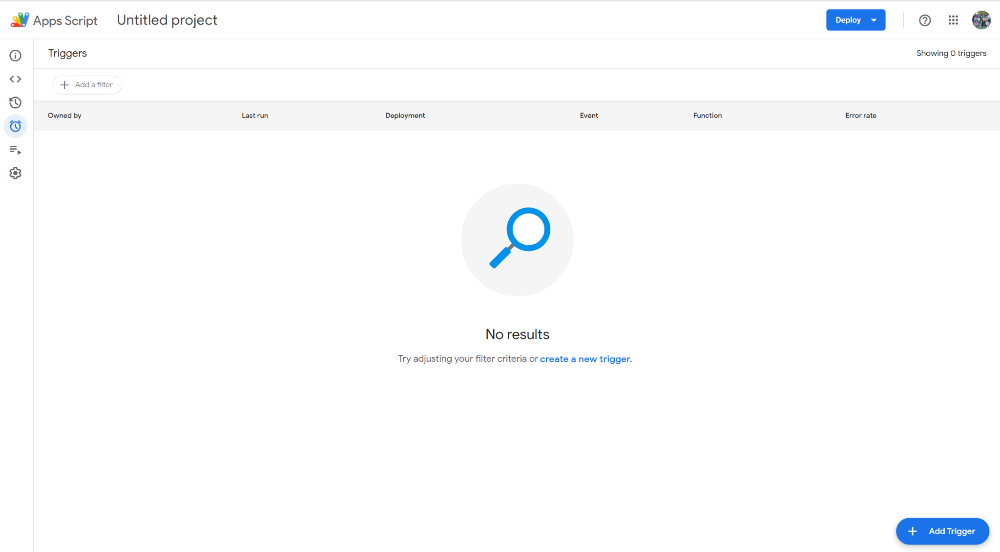 Apps Script
Untitled project
Deploy
Triggers
Showing 0 triggers
Add a filter
Owned by
Last run
Deployment
Event
Function
Error rate
No results
Try adjusting your filter criteria or create a new trigger.
Add Trigger